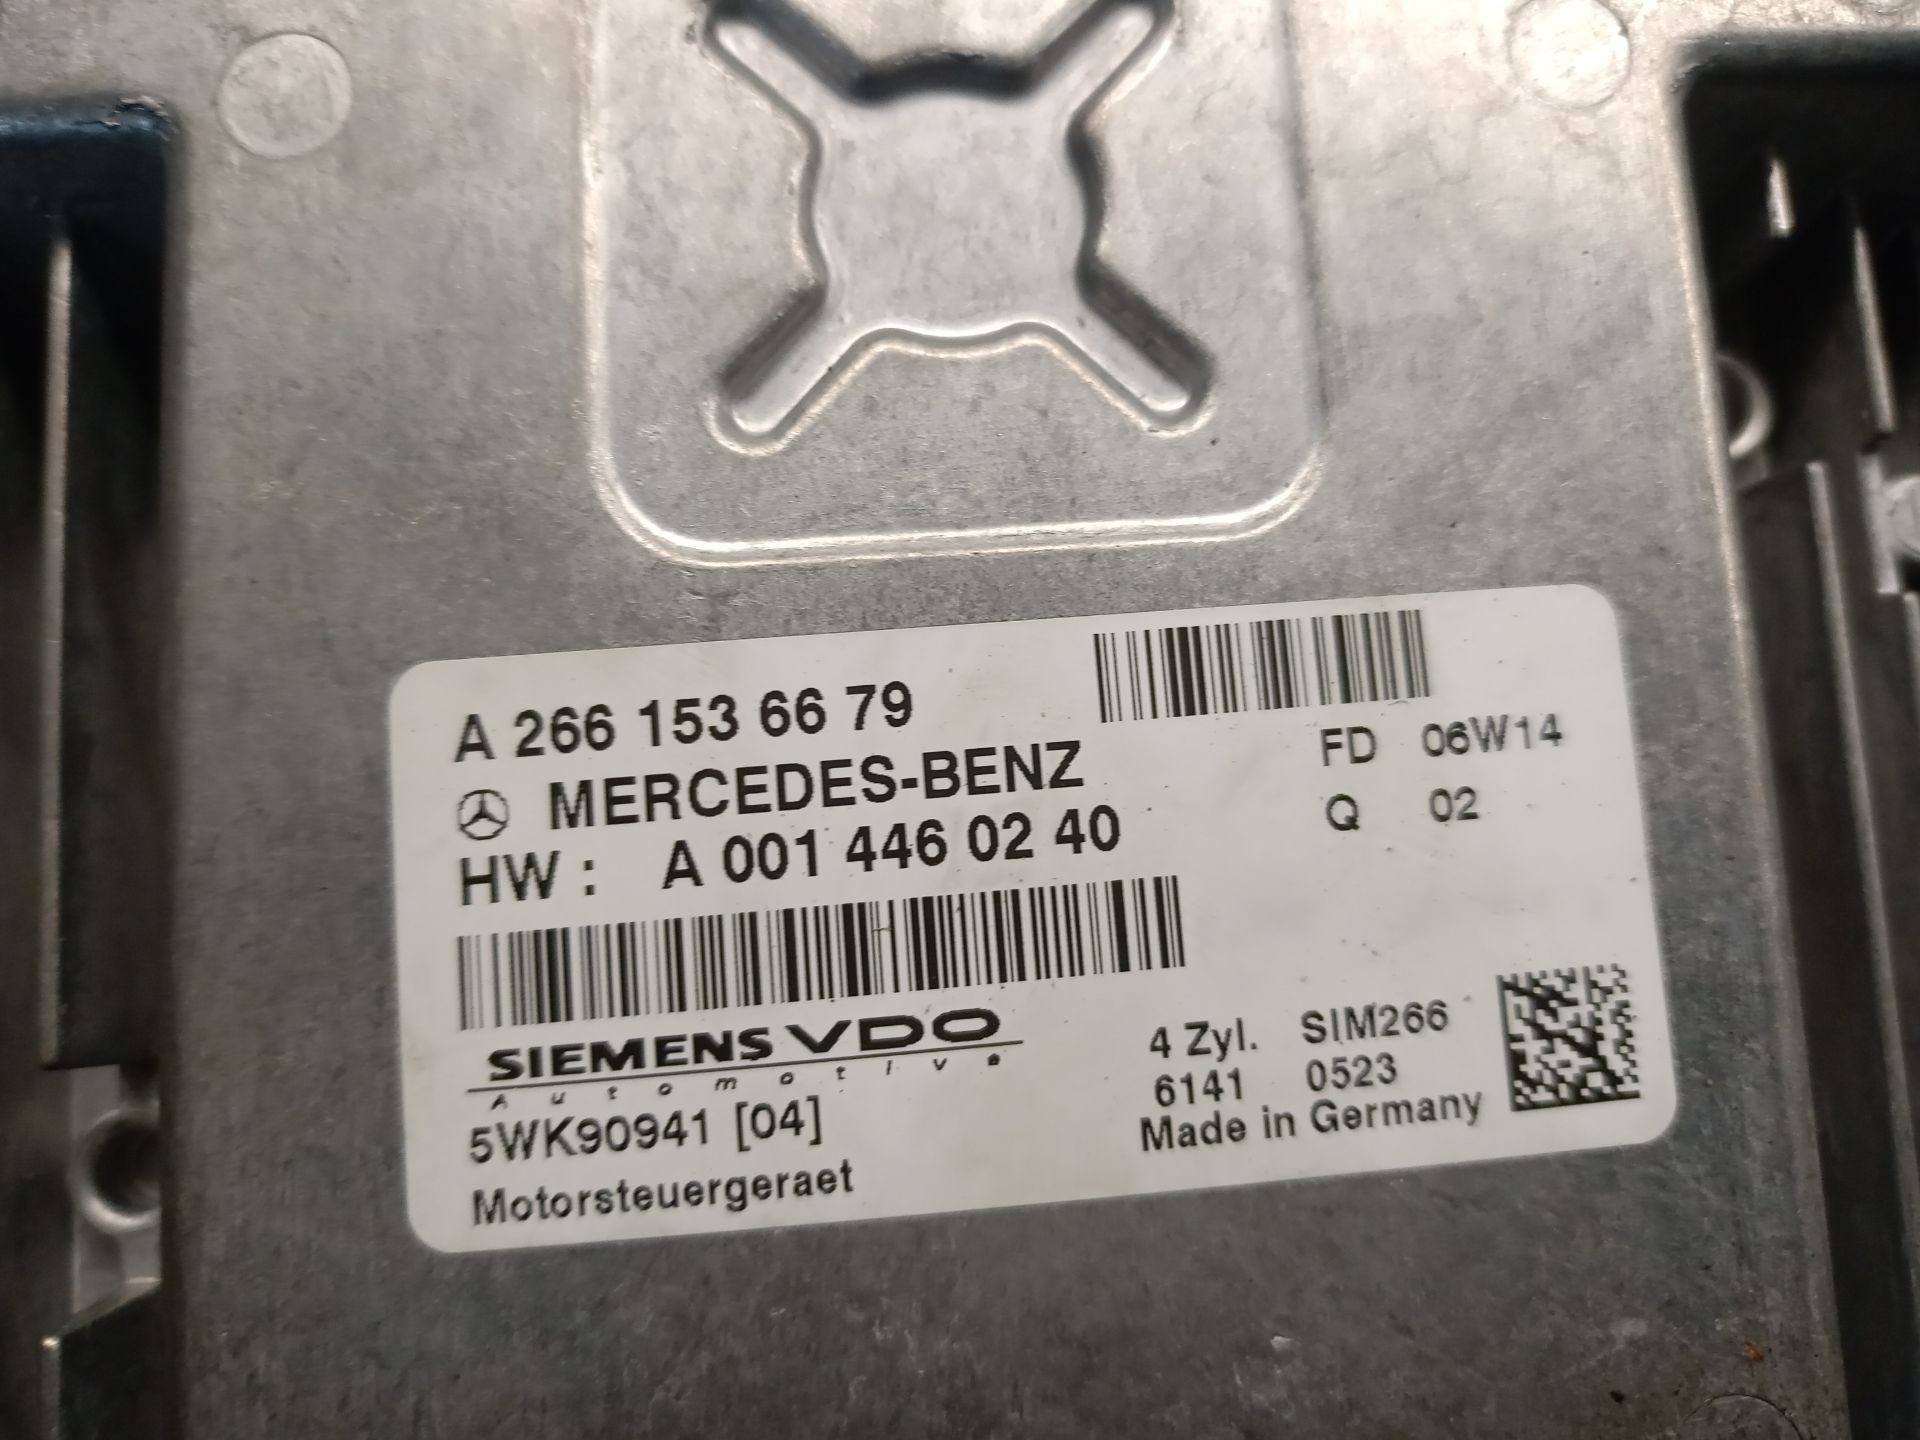 A 266 153 66 79
MERCEDES-BENZ
HW : A 001 446 02 40
FD 06W14
Q 02
SIEMENS VDO
Automotive
5WK90941 [04]
Motorsteuergeraet
4 Zyl. SIM266
6141 0523
Made in Germany